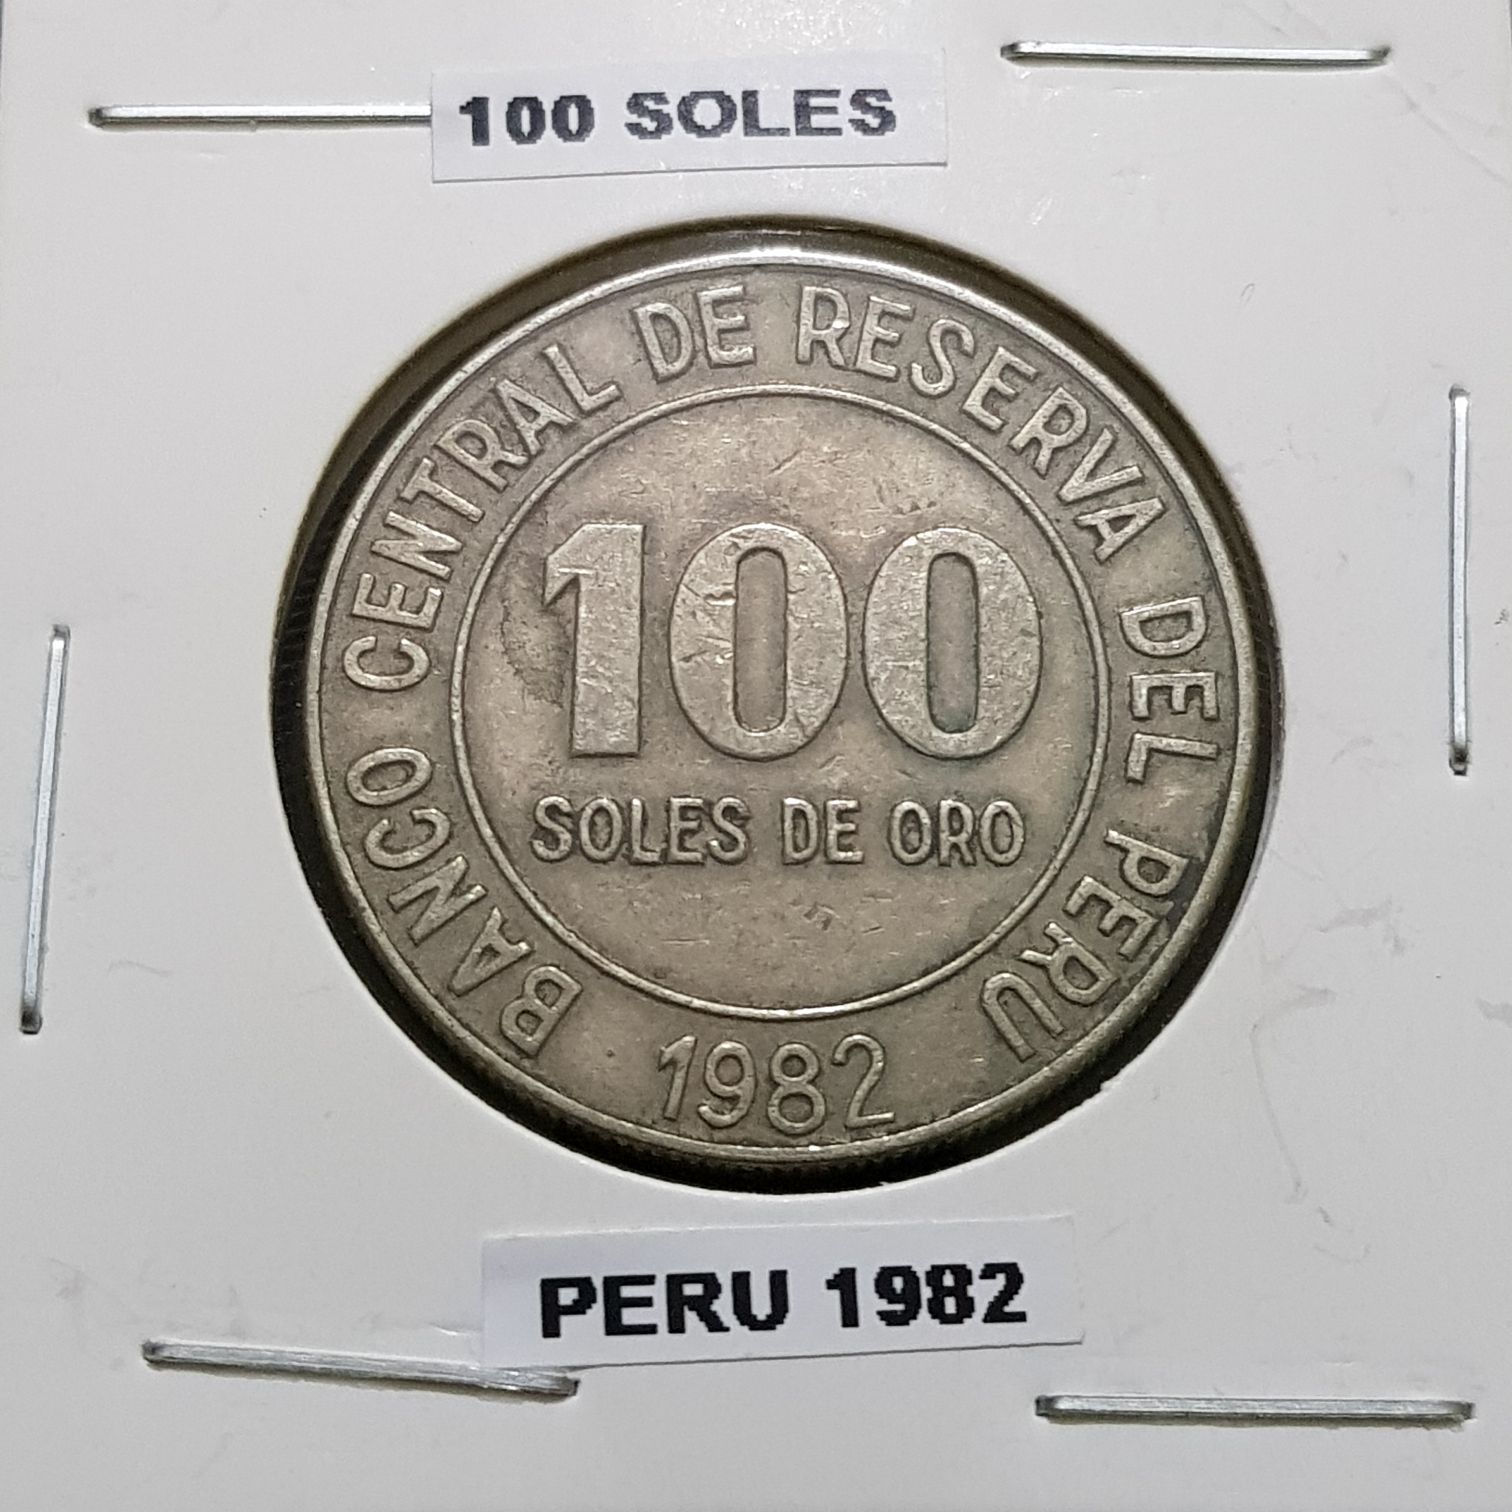 100 SOLES
BANCO CENTRAL DE RESERVA DEL PERU
100
SOLES DE ORO
1982
PERU 1982